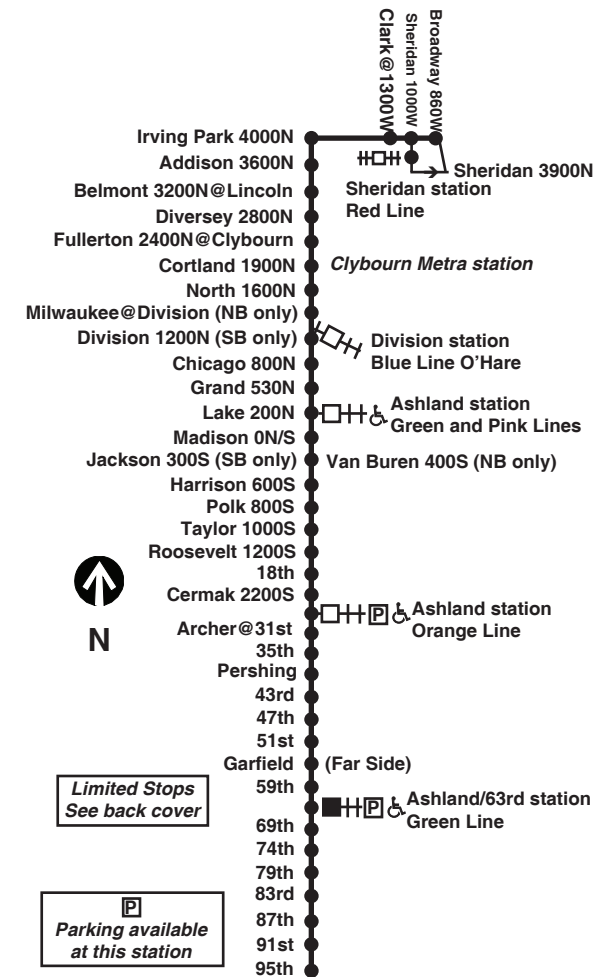 Clark@1300W
Sheridan 1000W
Broadway 860W
Irving Park 4000N
Addison 3600N
Sheridan 3900N
Sheridan station
Red Line
Belmont 3200N@Lincoln
Diversey 2800N
Fullerton 2400N@Clybourn
Cortland 1900N
Clybourn Metra station
North 1600N
Milwaukee@Division (NB only)
Division 1200N (SB only)
Division station
Blue Line O'Hare
Chicago 800N
Grand 530N
Lake 200N
Ashland station
Green and Pink Lines
Madison 0N/S
Jackson 300S (SB only)
Van Buren 400S (NB only)
Harrison 600S
Polk 800S
Taylor 1000S
Roosevelt 1200S
18th
Cermak 2200S
N
P
Ashland station
Orange Line
Archer@31st
35th
Pershing
43rd
47th
51st
Garfield
(Far Side)
59th
Limited Stops
See back cover
P
Ashland/63rd station
Green Line
69th
74th
79th
83rd
87th
91st
95th
P
Parking available
at this station